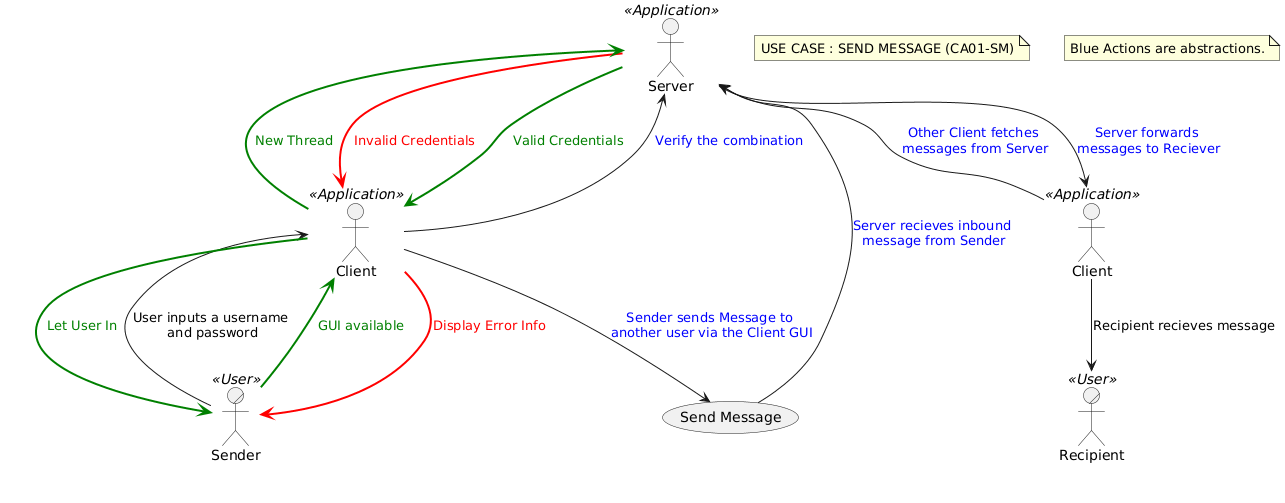 «Application»
Server
USE CASE : SEND MESSAGE (CA01-SM)
Blue Actions are abstractions.
New Thread
Invalid Credentials
Valid Credentials
Verify the combination
Other Client fetches
messages from Server
Server forwards
messages to Reciever
«Application»
Client
«Application»
Client
Server recieves inbound
message from Sender
Let User In
User inputs a username
and password
GUI available
Display Error Info
Sender sends Message to
another user via the Client GUI
Recipient recieves message
«User»
Sender
Send Message
«User»
Recipient